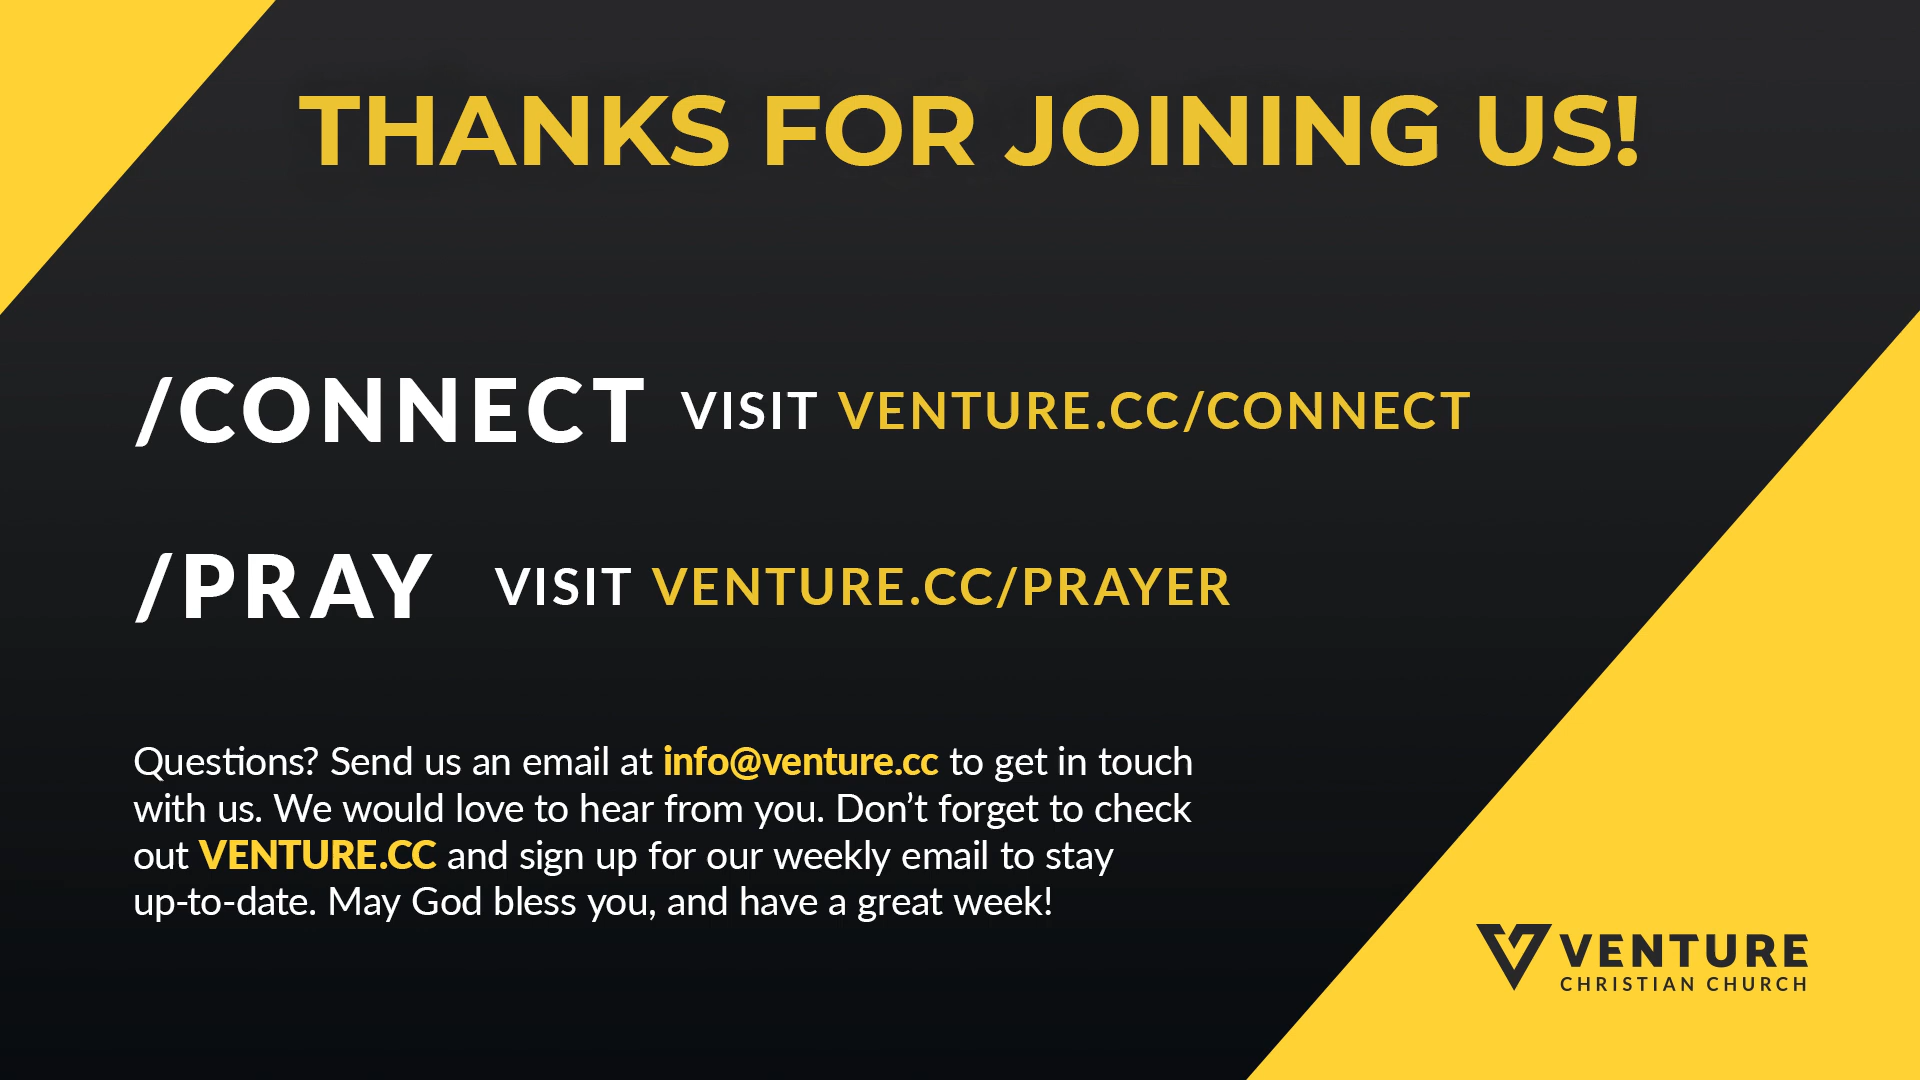 THANKS FOR JOINING US!
/CONNECT VISIT VENTURE.CC/CONNECT
/PRAY VISIT VENTURE.CC/PRAYER
Questions? Send us an email at info@venture.cc to get in touch
with us. We would love to hear from you. Don’t forget to check
out VENTURE.CC and sign up for our weekly email to stay
up-to-date. May God bless you, and have a great week!
VENTURE
CHRISTIAN CHURCH